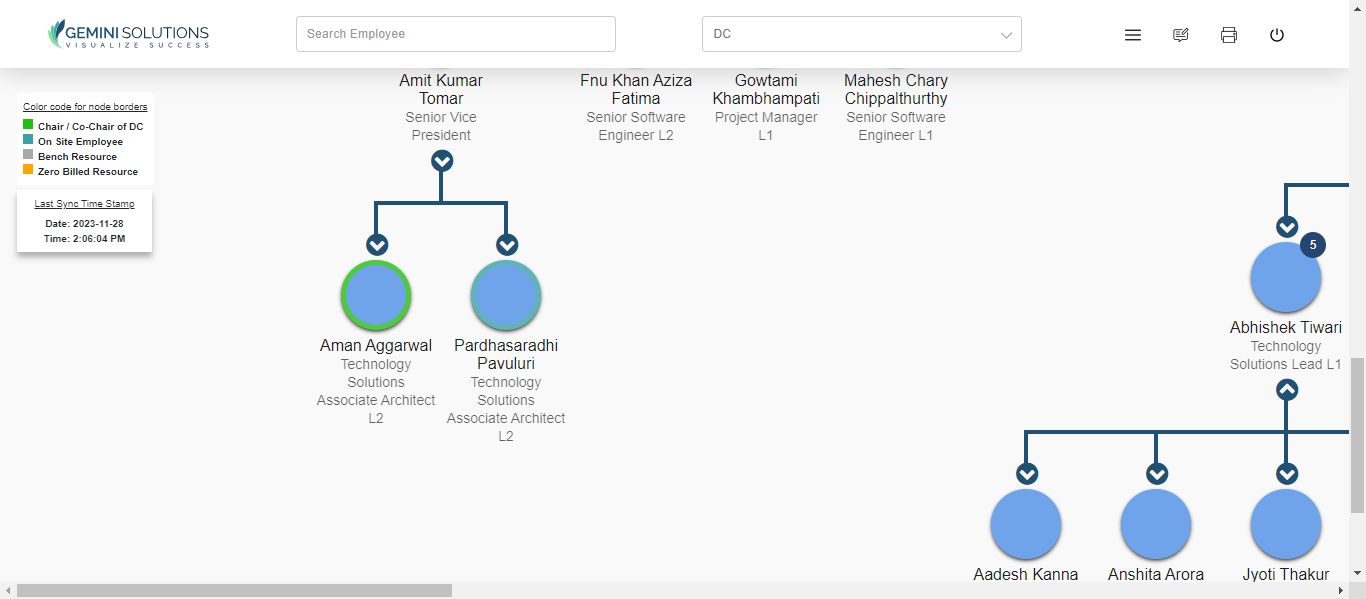 GEMINI SOLUTIONS
VISUALIZE SUCCESS
Search Employee
DC
Color code for node borders
Chair / Co-Chair of DC
On Site Employee
Bench Resource
Zero Billed Resource
Last Sync Time Stamp
Date: 2023-11-28
Time: 2:06:04 PM
Amit Kumar
Tomar
Senior Vice
President
Fnu Khan Aziza
Fatima
Senior Software
Engineer L2
Gowtami
Khambhampati
Project Manager
L1
Mahesh Chary
Chippalthurthy
Senior Software
Engineer L1
Aman Aggarwal
Technology
Solutions
Associate Architect
L2
Pardhasaradhi
Pavuluri
Technology
Solutions
Associate Architect
L2
5
Abhishek Tiwari
Technology
Solutions Lead L1
Aadesh Kanna
Anshita Arora
Jyoti Thakur